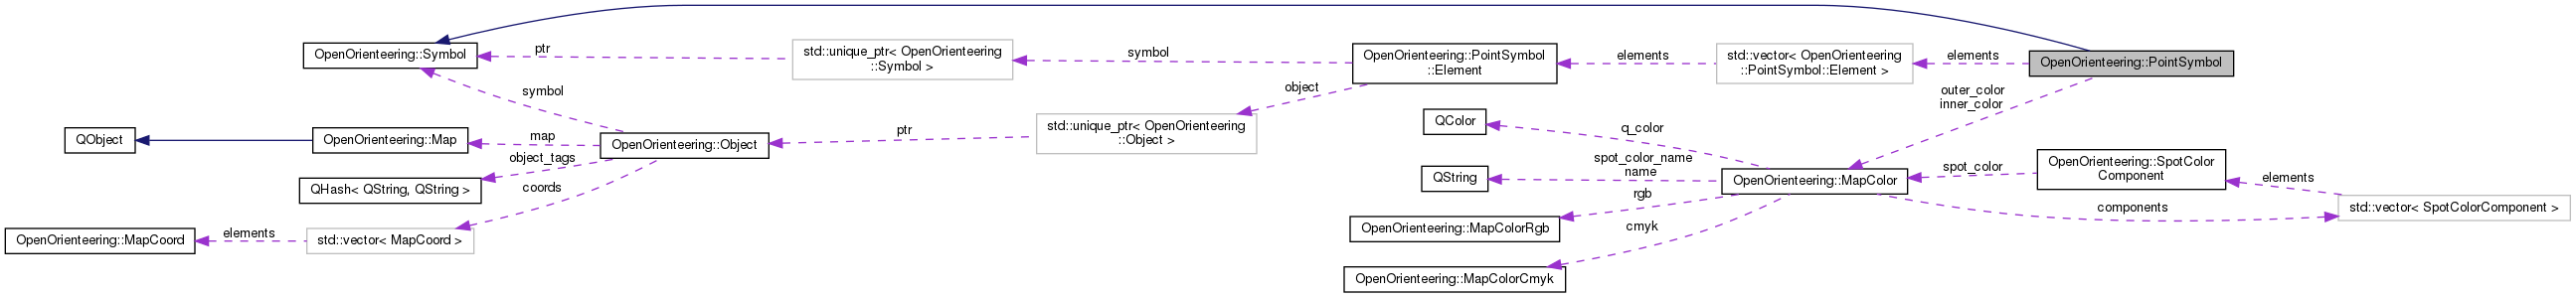 OpenOrienteering::Symbol
ptr
std::unique_ptr< OpenOrienteering
::Symbol >
symbol
OpenOrienteering::PointSymbol
::Element
elements
std::vector< OpenOrienteering
::PointSymbol::Element >
elements
OpenOrienteering::PointSymbol
symbol
object
outer_color
inner_color
QObject
OpenOrienteering::Map
map
OpenOrienteering::Object
ptr
std::unique_ptr< OpenOrienteering
::Object >
QColor
q_color
object_tags
QHash< QString, QString >
coords
QString
spot_color_name
name
OpenOrienteering::MapColor
spot_color
OpenOrienteering::SpotColor
Component
elements
rgb
OpenOrienteering::MapColorRgb
components
std::vector< SpotColorComponent >
OpenOrienteering::MapCoord
elements
std::vector< MapCoord >
cmyk
OpenOrienteering::MapColorCmyk